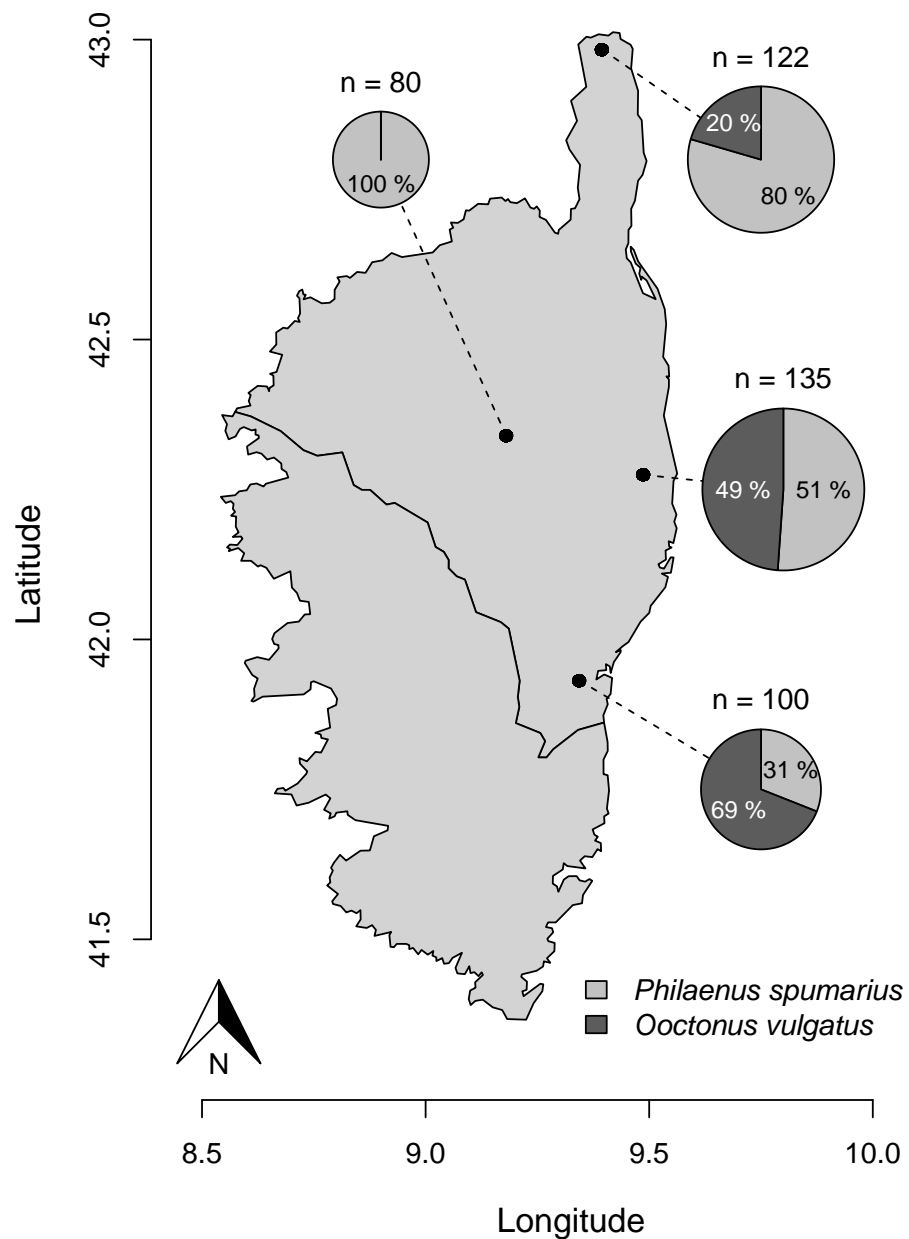 43.0
42.5
42.0
41.5
Latitude
n = 80
100 %
n = 122
20 %
80 %
n = 135
49 %
51 %
n = 100
31 %
69 %
Philaenus spumarius
Ooctonus vulgatus
N
8.5
9.0
9.5
10.0
Longitude